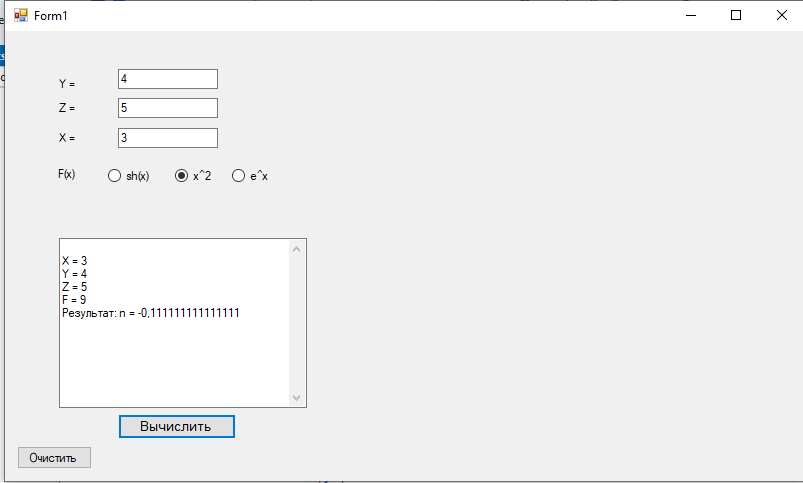 Form1
Y = 4
Z = 5
X = 3
F(x) sh(x) x^2 e^x
X = 3
Y = 4
Z = 5
F = 9
Результат: n = -0,111111111111111
Вычислить
Очистить